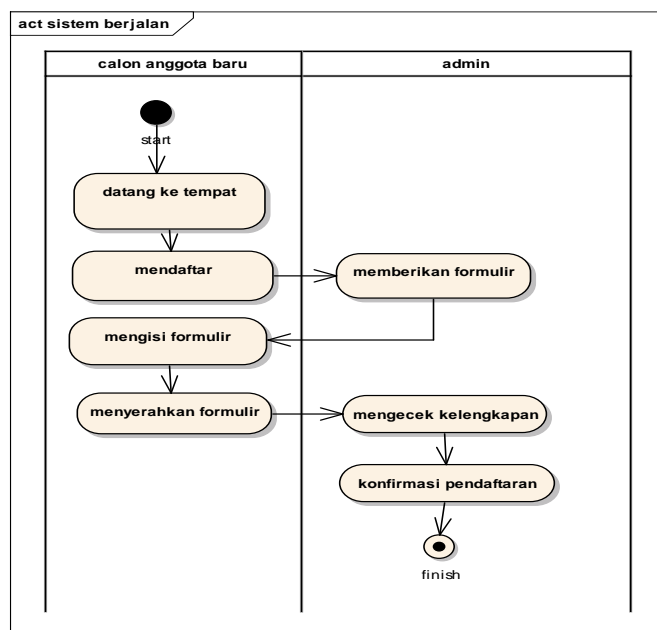 act sistem berjalan
calon anggota baru
admin
start
datang ke tempat
mendaftar
memberikan formulir
mengisi formulir
menyerahkan formulir
mengecek kelengkapan
konfirmasi pendaftaran
finish